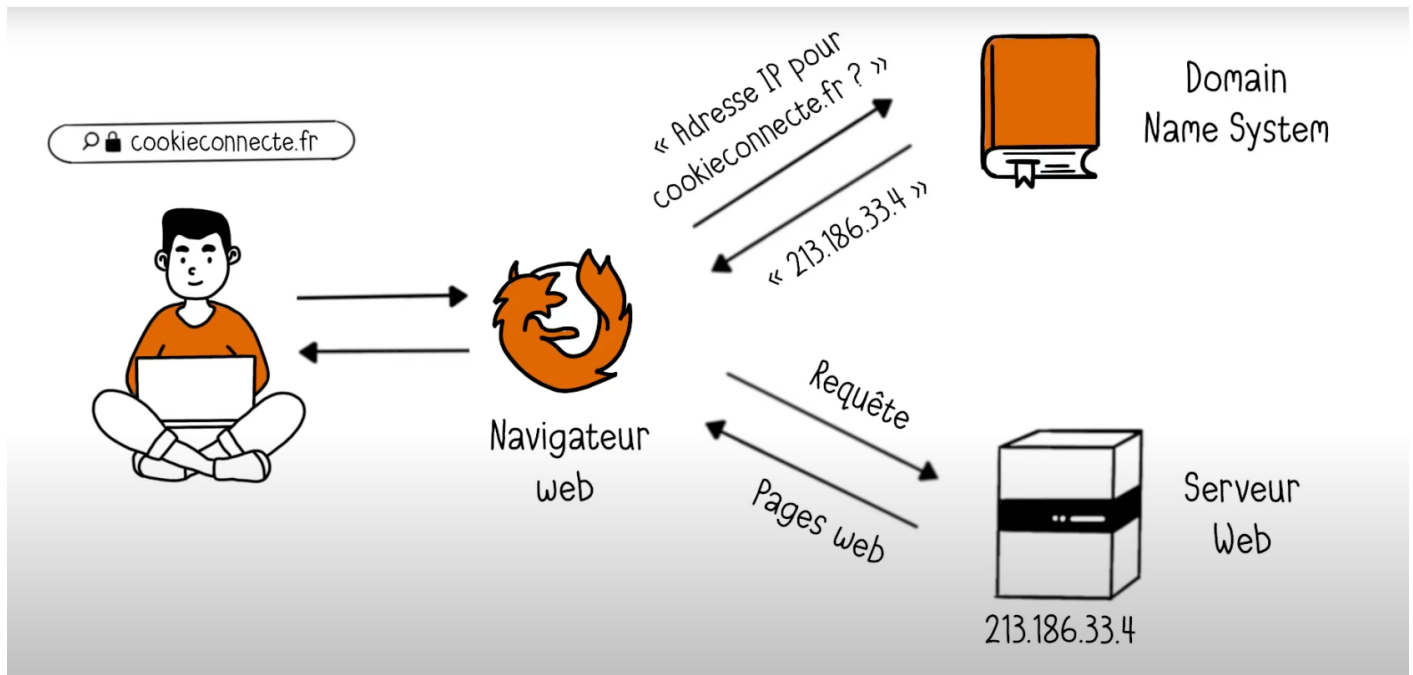 cookieconnecte.fr
« Adresse IP pour
cookieconnecte.fr ? »
« 213.186.33.4 »
Domain
Name System
Navigateur
web
Requête
Pages web
Serveur
Web
213.186.33.4